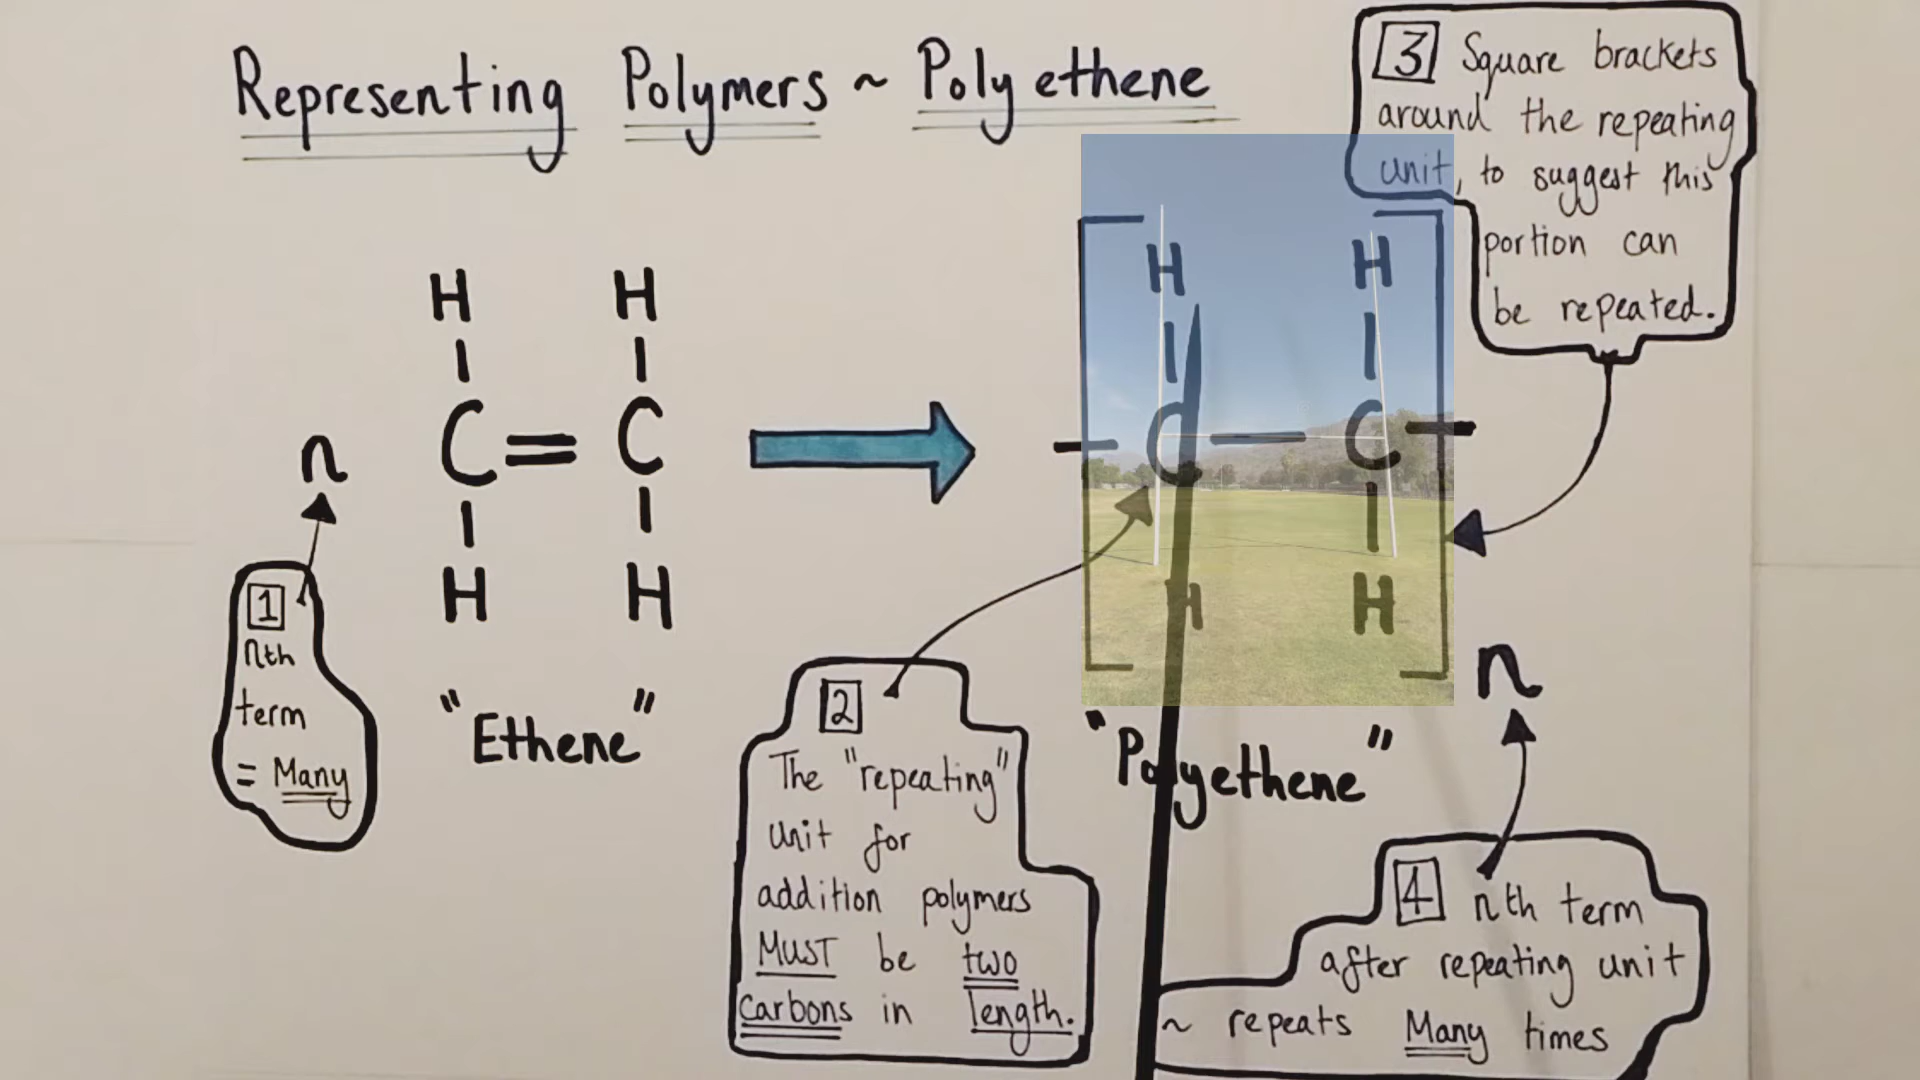 Representing Polymers ~ Polyethene
3 Square brackets
around the repeating
unit, to suggest this
portion can
be repeated.
H H
C = C
n
H H
"Ethene"
H H
- C - C -
H H
n
"Polyethene"
1
nth
term
= Many
2
The "repeating"
unit for
addition polymers
MUST be two
carbons in length.
4 nth term
after repeating unit
~ repeats Many times